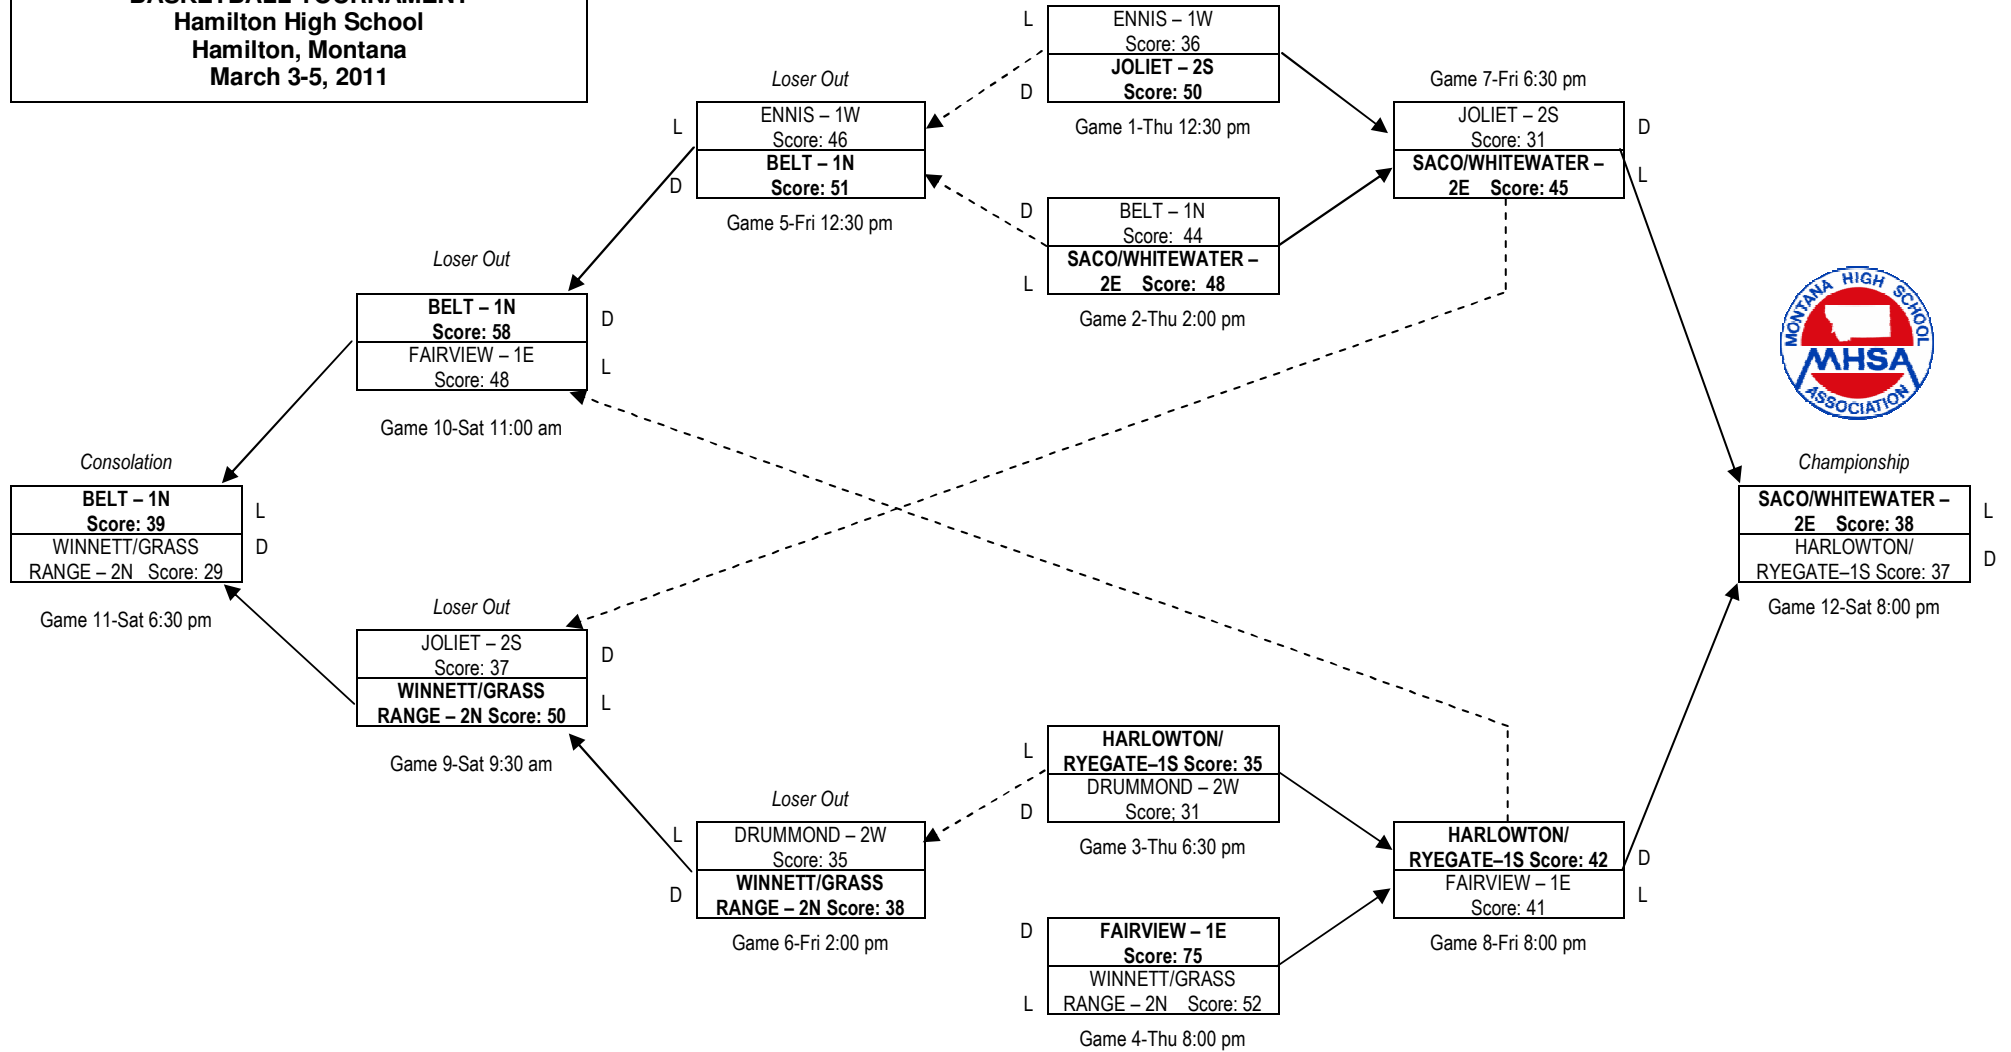 BASKETBALL TOURNAMENT
Hamilton High School
Hamilton, Montana
March 3-5, 2011
L
ENNIS – 1W
Score: 36
JOLIET – 2S
Score: 50
D
Game 1-Thu 12:30 pm
Loser Out
L
ENNIS – 1W
Score: 46
BELT – 1N
Score: 51
D
Game 5-Fri 12:30 pm
Game 7-Fri 6:30 pm
JOLIET – 2S
Score: 31
D
SACO/WHITEWATER –
2E Score: 45
L
D
BELT – 1N
Score: 44
SACO/WHITEWATER –
2E Score: 48
L
Game 2-Thu 2:00 pm
Loser Out
BELT – 1N
Score: 58
D
FAIRVIEW – 1E
Score: 48
L
Game 10-Sat 11:00 am
MONTANA HIGH SCHOOL
MHSA
ASSOCIATION
Consolation
BELT – 1N
Score: 39
L
WINNETT/GRASS
RANGE – 2N Score: 29
D
Game 11-Sat 6:30 pm
Championship
SACO/WHITEWATER –
2E Score: 38
L
HARLOWTON/
RYEGATE–1S Score: 37
D
Game 12-Sat 8:00 pm
Loser Out
JOLIET – 2S
Score: 37
D
WINNETT/GRASS
RANGE – 2N Score: 50
L
Game 9-Sat 9:30 am
L
HARLOWTON/
RYEGATE–1S Score: 35
DRUMMOND – 2W
Score; 31
D
Game 3-Thu 6:30 pm
Loser Out
L
DRUMMOND – 2W
Score: 35
WINNETT/GRASS
RANGE – 2N Score: 38
D
Game 6-Fri 2:00 pm
HARLOWTON/
RYEGATE–1S Score: 42
D
FAIRVIEW – 1E
Score: 41
L
Game 8-Fri 8:00 pm
D
FAIRVIEW – 1E
Score: 75
WINNETT/GRASS
RANGE – 2N Score: 52
L
Game 4-Thu 8:00 pm